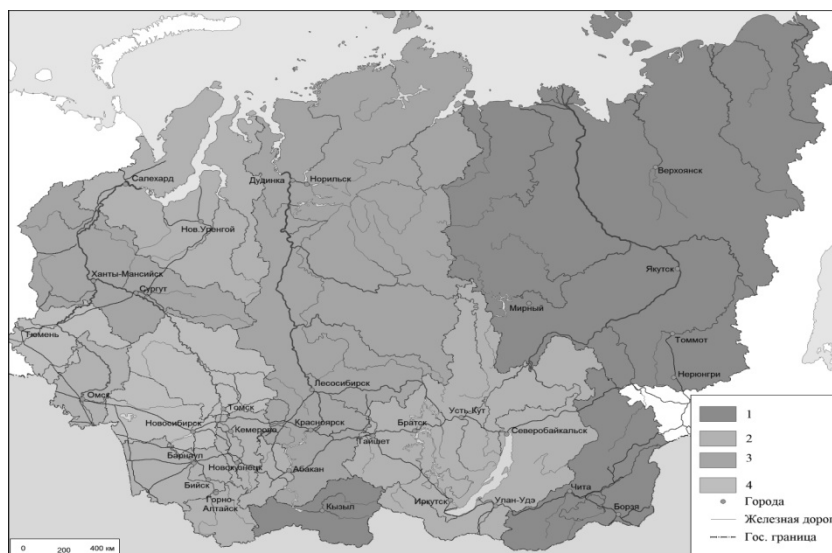 Салехард
Дудинка
Норильск
Верхоянск
Нов.Уренгой
Ханты-Мансийск
Сургут
Якутск
Мирный
Тюмень
Томмот
Нерюнгри
Лесосибирск
Омск
Томск
Новосибирск
Кемерово
Красноярск
Братск
Усть-Кут
Тайшет
Северобайкальск
Барнаул
Новокузнецк
Абакан
Бийск
Горно-
Алтайск
Кызыл
Иркутск
Улан-Удэ
Чита
Борзя
1
2
3
4
Города
Железная дорог
Гос. граница
0 200 400 км